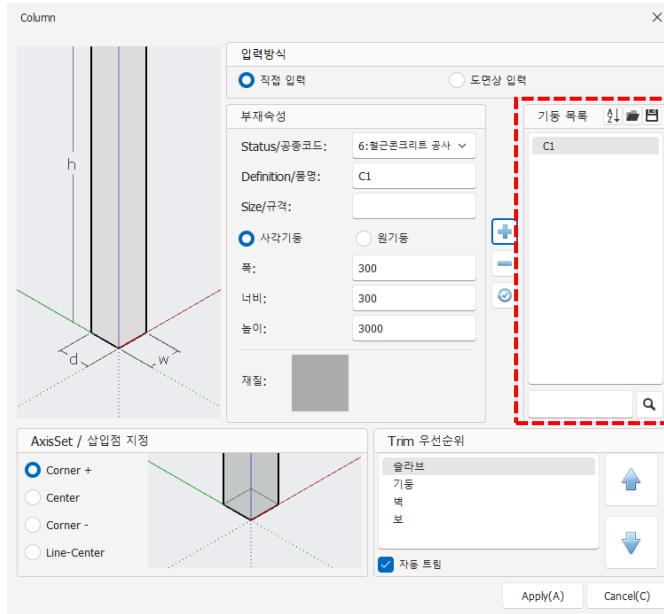 Column
입력방식
직접 입력
도면상 입력
h
d
w
부재속성
Status/공종코드:
6:철근콘크리트 공사
Definition/품명:
C1
Size/규격:
사각기둥
원기둥
폭:
300
너비:
300
높이:
3000
재질:
기둥 목록
C1
AxisSet / 삽입점 지정
Corner +
Center
Corner -
Line-Center
Trim 우선순위
슬라브
기둥
벽
보
자동 트림
Apply(A)
Cancel(C)